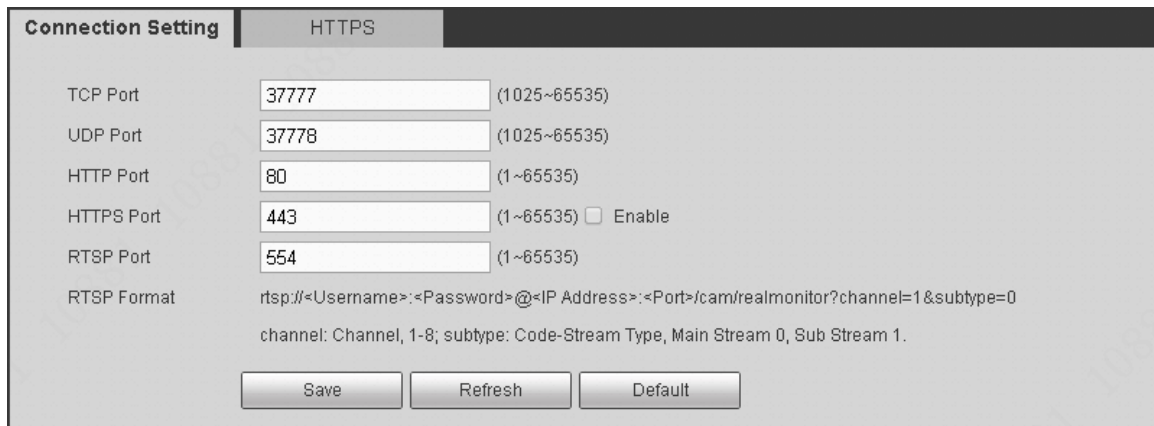 Connection Setting HTTPS
TCP Port 37777 (1025~65535)
UDP Port 37778 (1025~65535)
HTTP Port 80 (1~65535)
HTTPS Port 443 (1~65535) Enable
RTSP Port 554 (1~65535)
RTSP Format rtsp://<Username>:<Password>@<IP Address>:<Port>/cam/realmonitor?channel=1&subtype=0
channel: Channel, 1-8; subtype: Code-Stream Type, Main Stream 0, Sub Stream 1.
Save Refresh Default